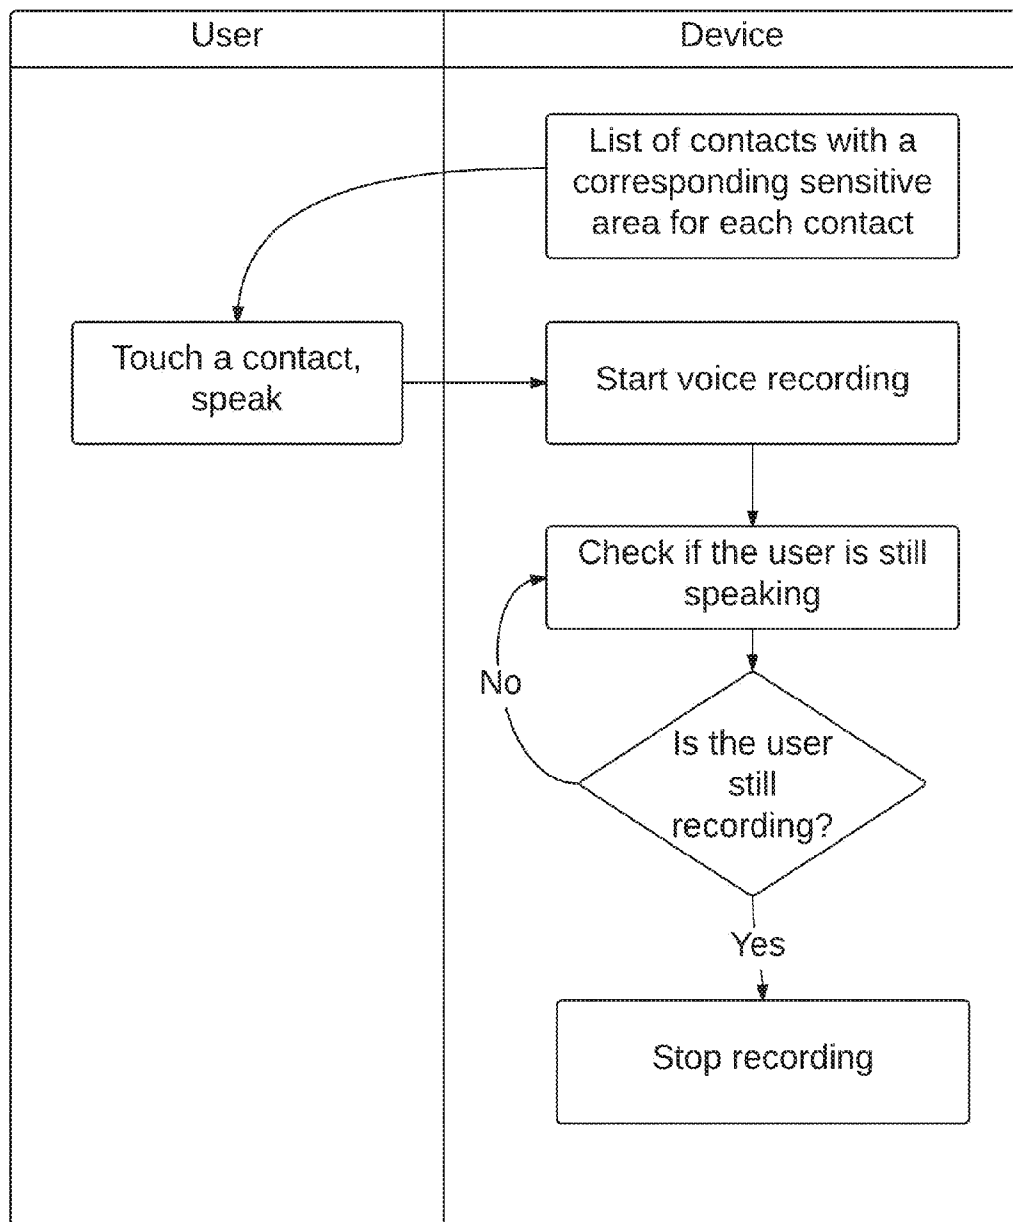 User
Device
List of contacts with a
corresponding sensitive
area for each contact
Touch a contact,
speak
Start voice recording
Check if the user is still
speaking
No
Is the user
still
recording?
Yes
Stop recording